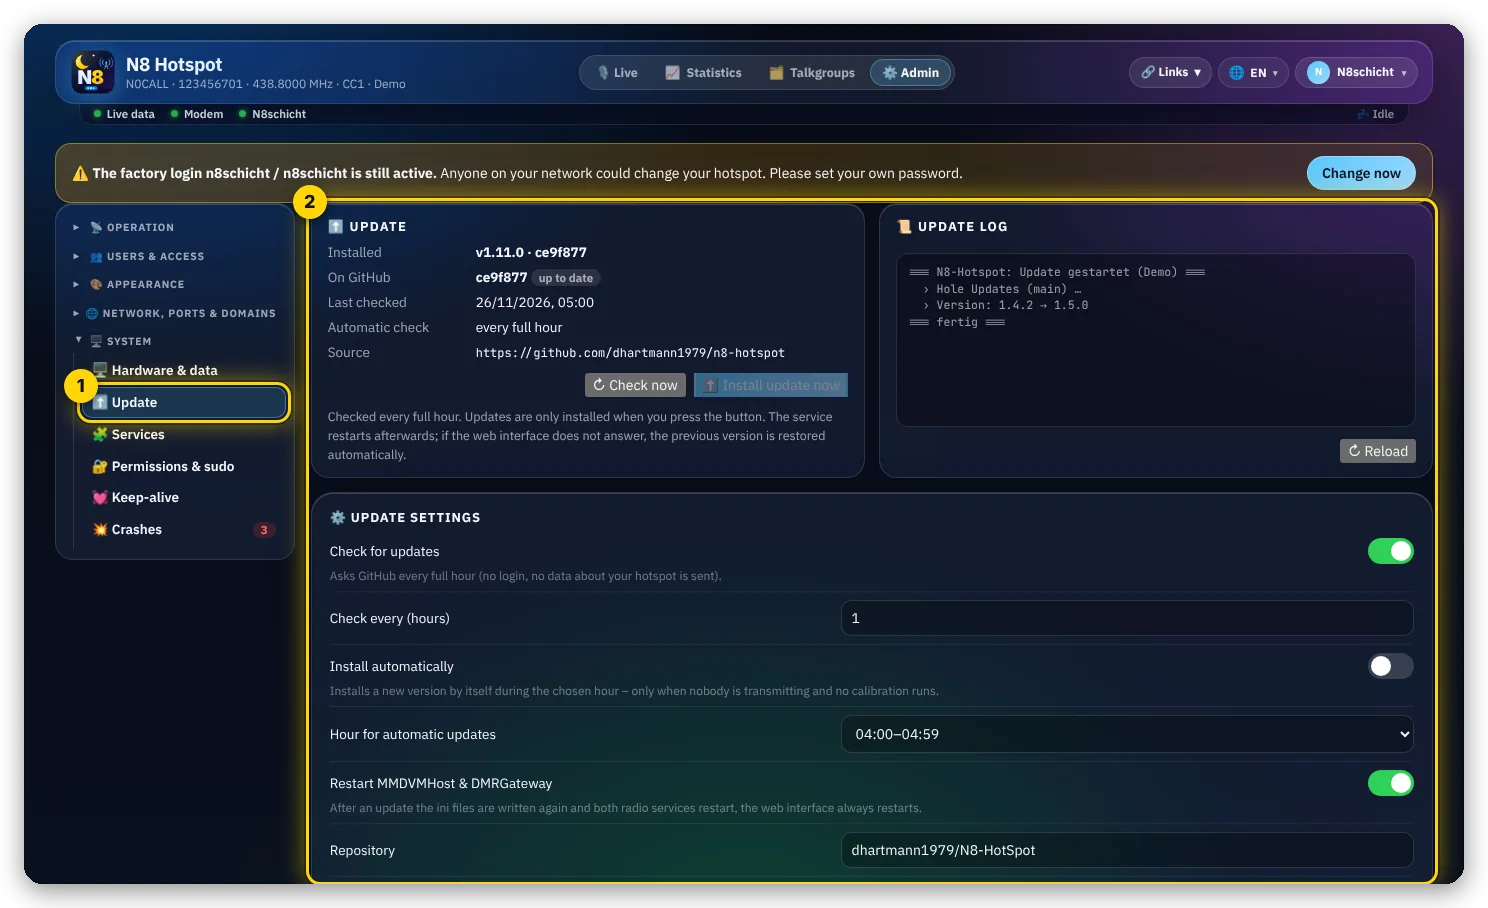 N8 Hotspot
N0CALL · 123456701 · 438.8000 MHz · CC1 · Demo
Live
Statistics
Talkgroups
Admin
Links ▾
EN ▾
N N8schicht ▾
Live data
Modem
N8schicht
Idle
The factory login n8schicht / n8schicht is still active. Anyone on your network could change your hotspot. Please set your own password.
Change now
OPERATION
USERS & ACCESS
APPEARANCE
NETWORK, PORTS & DOMAINS
SYSTEM
Hardware & data
1
Update
Services
Permissions & sudo
Keep-alive
Crashes 3
2
UPDATE
Installed v1.11.0 · ce9f877
On GitHub ce9f877 up to date
Last checked 26/11/2026, 05:00
Automatic check every full hour
Source https://github.com/dhartmann1979/n8-hotspot
↻ Check now
Install update now
Checked every full hour. Updates are only installed when you press the button. The service
restarts afterwards; if the web interface does not answer, the previous version is restored
automatically.
UPDATE LOG
═══ N8-Hotspot: Update gestartet (Demo) ═══
› Hole Updates (main) …
› Version: 1.4.2 → 1.5.0
═══ fertig ═══
↻ Reload
UPDATE SETTINGS
Check for updates
Asks GitHub every full hour (no login, no data about your hotspot is sent).
Check every (hours) 1
Install automatically
Installs a new version by itself during the chosen hour – only when nobody is transmitting and no calibration runs.
Hour for automatic updates 04:00–04:59
Restart MMDVMHost & DMRGateway
After an update the ini files are written again and both radio services restart, the web interface always restarts.
Repository dhartmann1979/N8-HotSpot